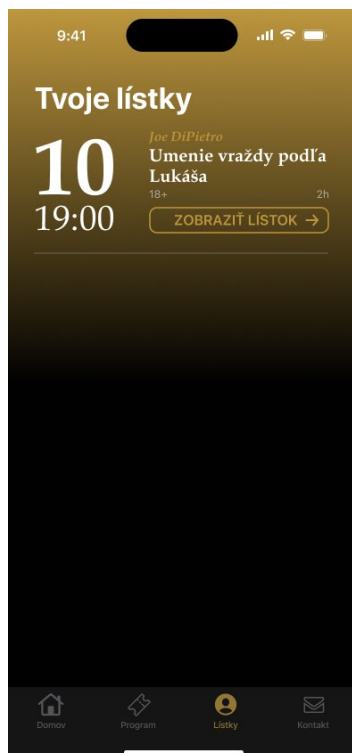 9:41
Tvoje lístky
10
19:00
Joe DiPietro
Umenie vraždy podľa
Lukáša
18+ 2h
ZOBRAZIŤ LÍSTOK →
Domov Program Lístky Kontakt